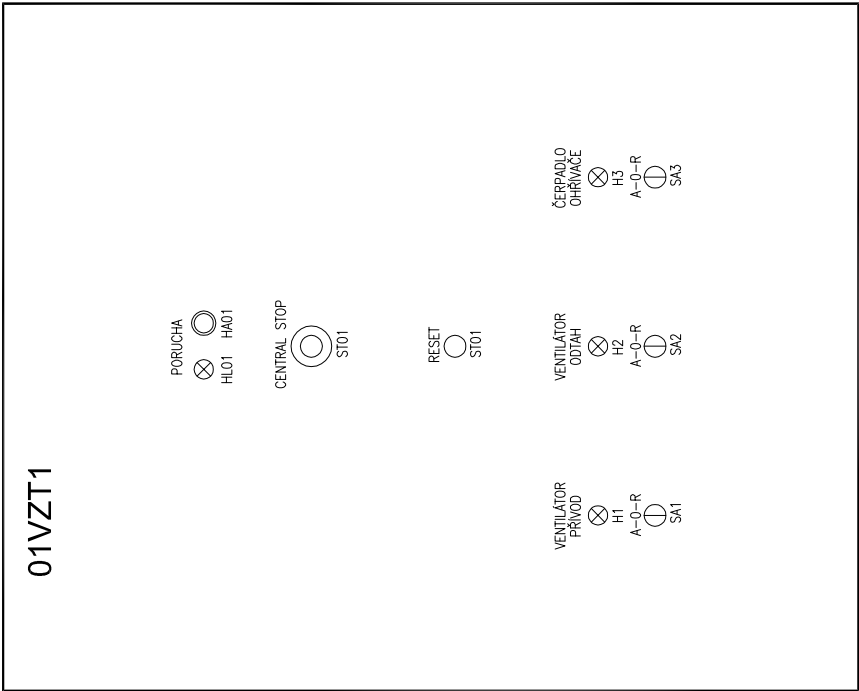 01VZT1
PORUCHA
HL01
HA01
CENTRAL STOP
ST01
RESET
ST01
VENTILÁTOR
PŘÍVOD
H1
A-0-R
SA1
VENTILÁTOR
ODTAH
H2
A-0-R
SA2
ČERPADLO
OHŘÍVAČE
H3
A-0-R
SA3